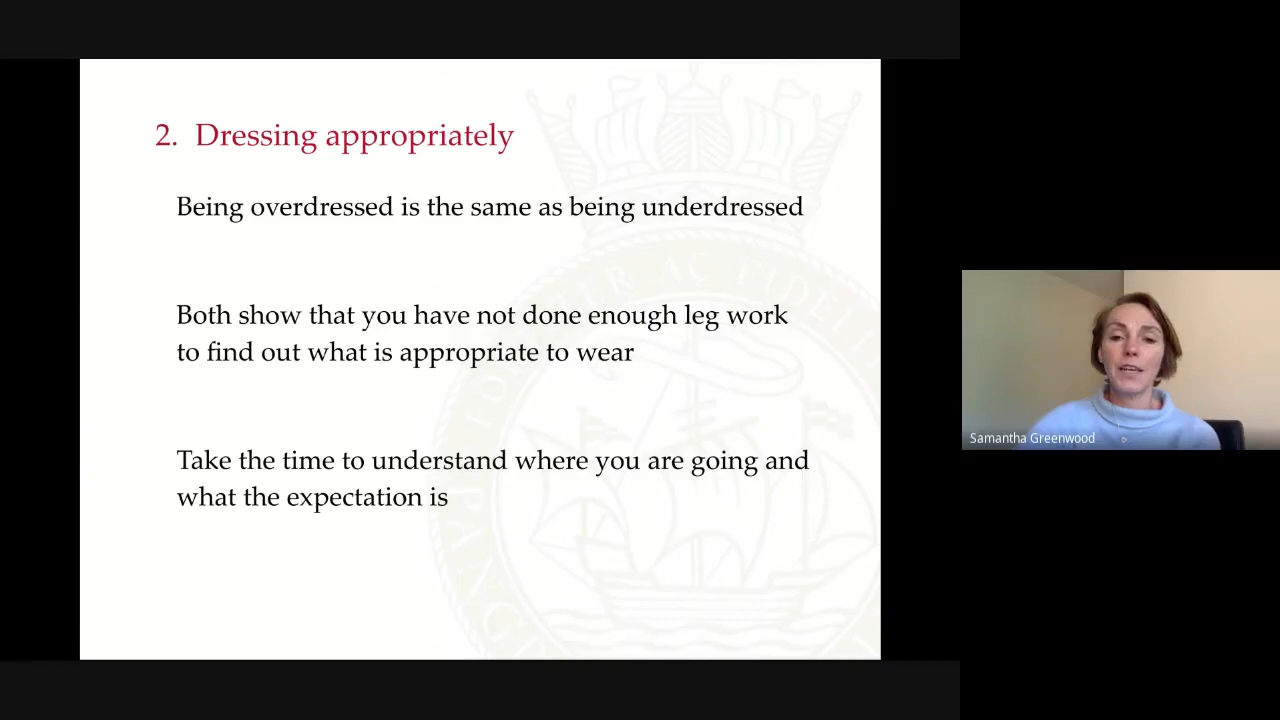 2. Dressing appropriately
Being overdressed is the same as being underdressed
Both show that you have not done enough leg work
to find out what is appropriate to wear
Take the time to understand where you are going and
what the expectation is
Samantha Greenwood